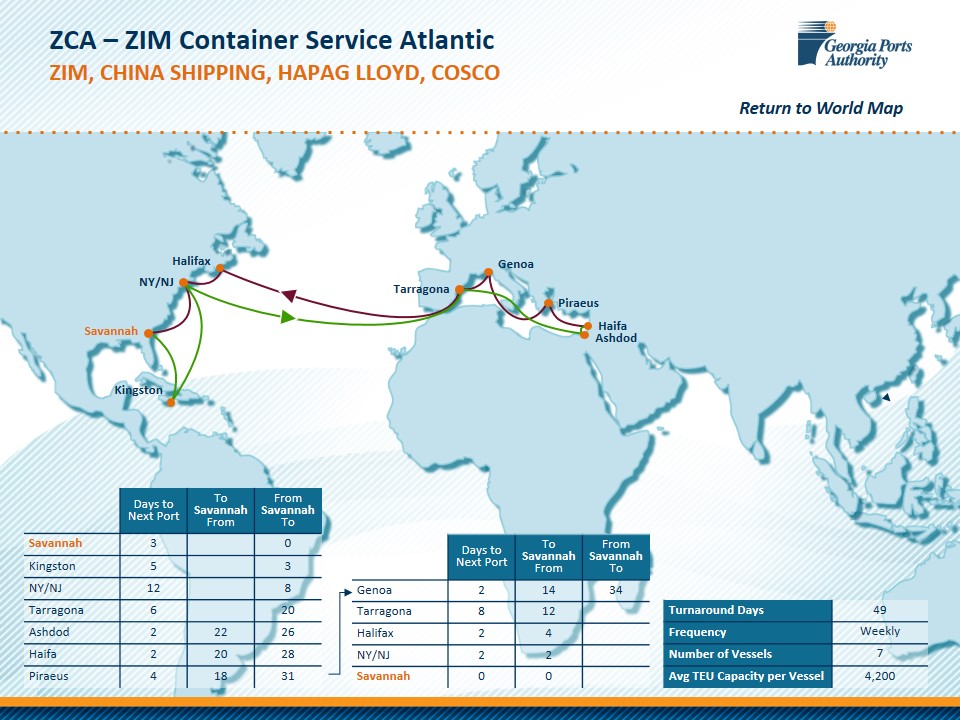 ZCA – ZIM Container Service Atlantic
ZIM, CHINA SHIPPING, HAPAG LLOYD, COSCO
Georgia Ports
Authority
Return to World Map
Halifax
NY/NJ
Savannah
Kingston
Tarragona
Genoa
Piraeus
Haifa
Ashdod
Days to Next Port To Savannah From From Savannah To
Savannah 3 0
Kingston 5 3
NY/NJ 12 8
Tarragona 6 20
Ashdod 2 22 26
Haifa 2 20 28
Piraeus 4 18 31
Days to Next Port To Savannah From From Savannah To
Genoa 2 14 34
Tarragona 8 12
Halifax 2 4
NY/NJ 2 2
Savannah 0 0
Turnaround Days 49
Frequency Weekly
Number of Vessels 7
Avg TEU Capacity per Vessel 4,200